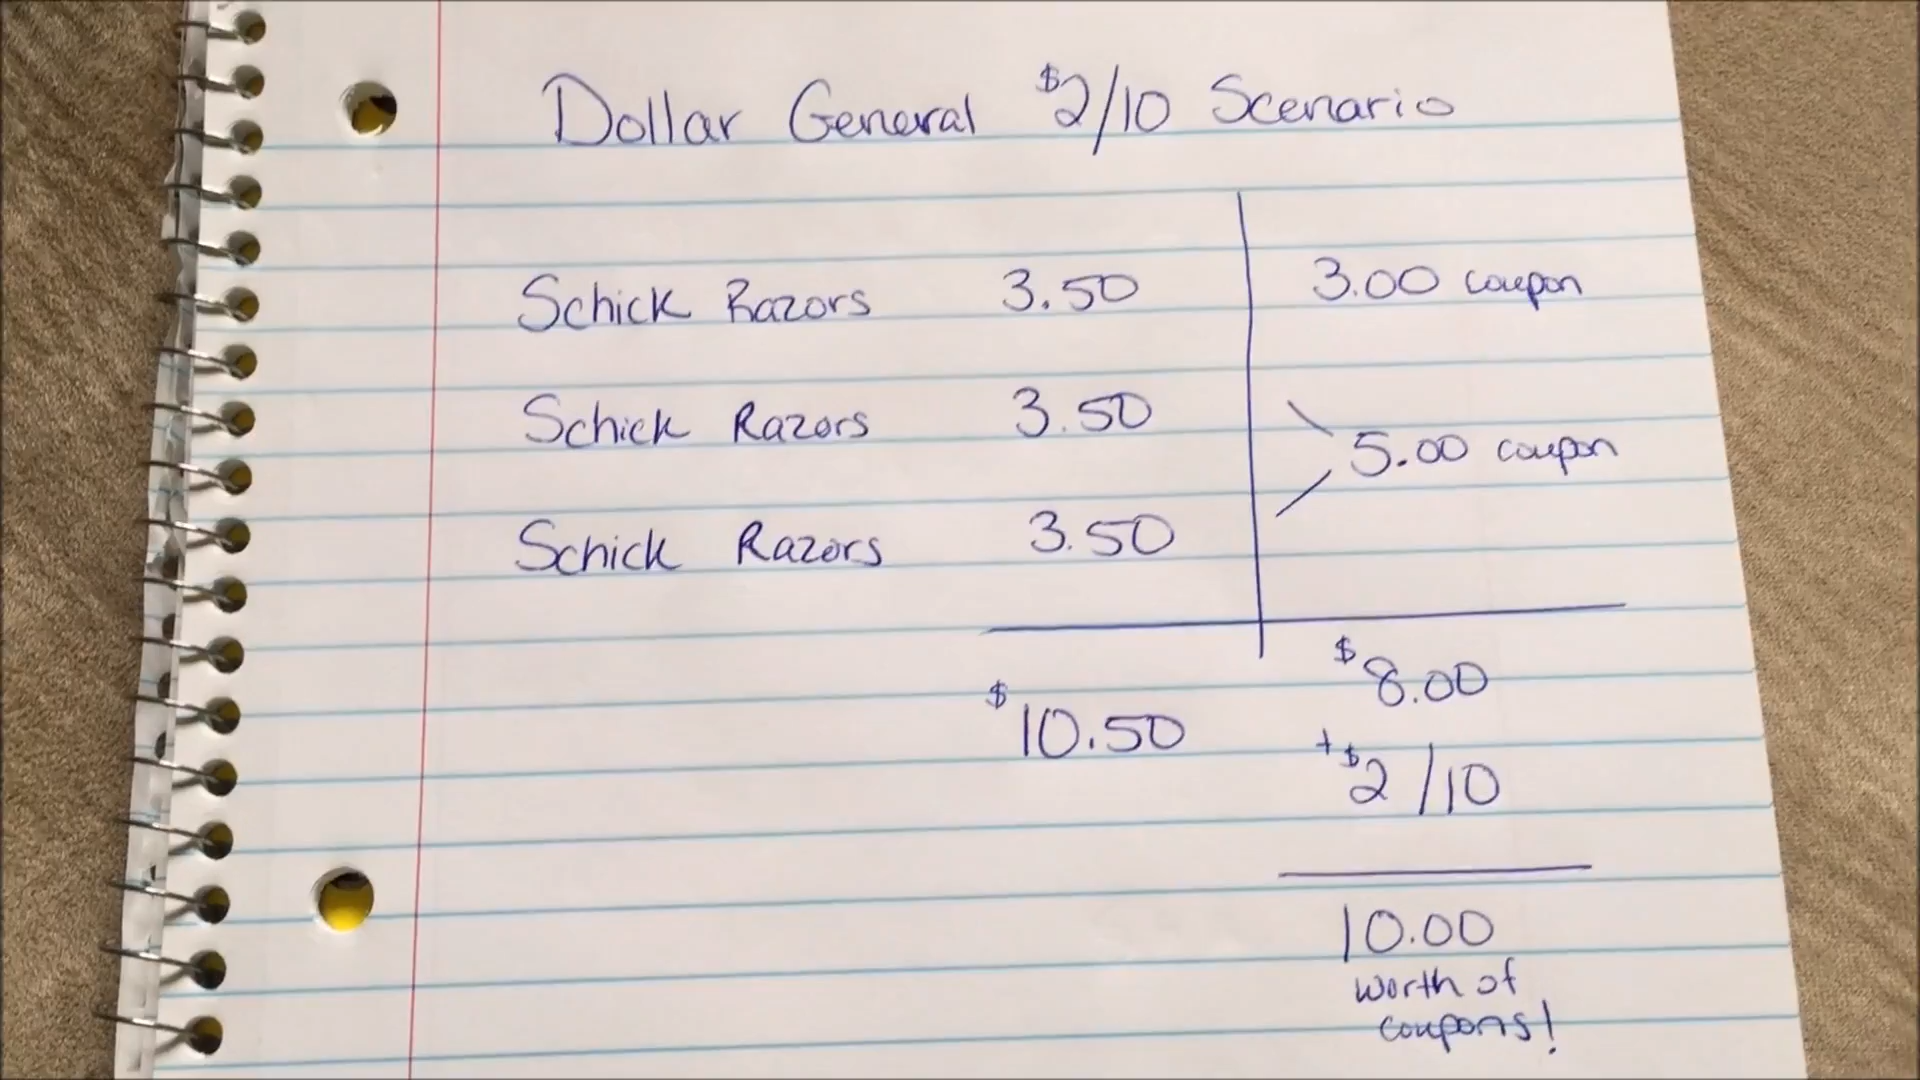 Dollar General $2/10 Scenario
Schick Razors 3.50 3.00 coupon
Schick Razors 3.50
5.00 coupon
Schick Razors 3.50
$8.00
$10.50
+$2/10
10.00
worth of
coupons!